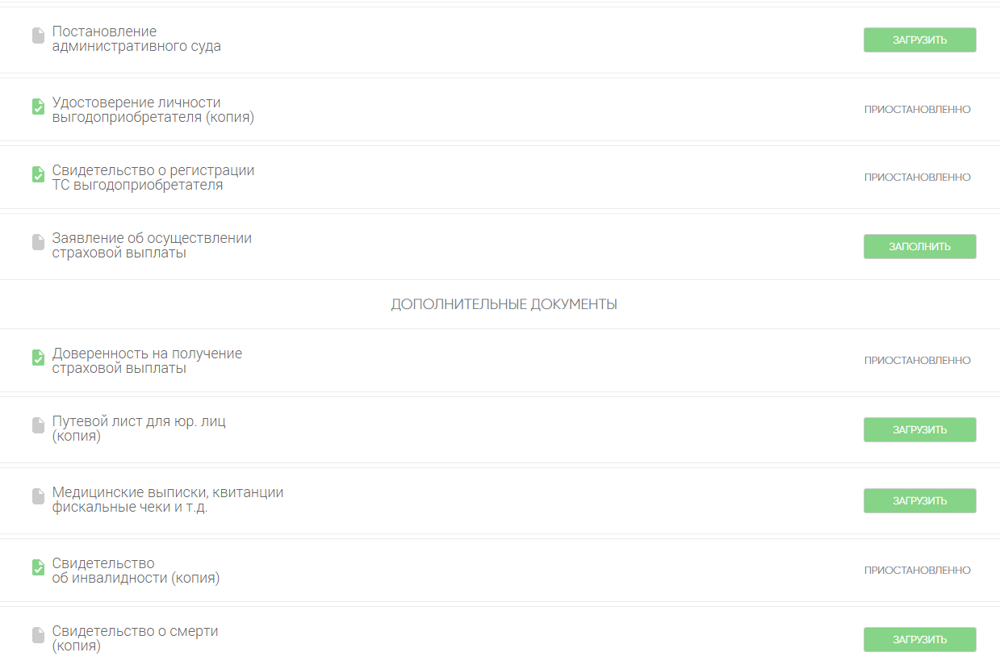 Постановление
административного суда
ЗАГРУЗИТЬ
Удостоверение личности
выгодоприобретателя (копия)
ПРИОСТАНОВЛЕННО
Свидетельство о регистрации
ТС выгодоприобретателя
ПРИОСТАНОВЛЕННО
Заявление об осуществлении
страховой выплаты
ЗАПОЛНИТЬ
ДОПОЛНИТЕЛЬНЫЕ ДОКУМЕНТЫ
Доверенность на получение
страховой выплаты
ПРИОСТАНОВЛЕННО
Путевой лист для юр. лиц
(копия)
ЗАГРУЗИТЬ
Медицинские выписки, квитанции
фискальные чеки и т.д.
ЗАГРУЗИТЬ
Свидетельство
об инвалидности (копия)
ПРИОСТАНОВЛЕННО
Свидетельство о смерти
(копия)
ЗАГРУЗИТЬ